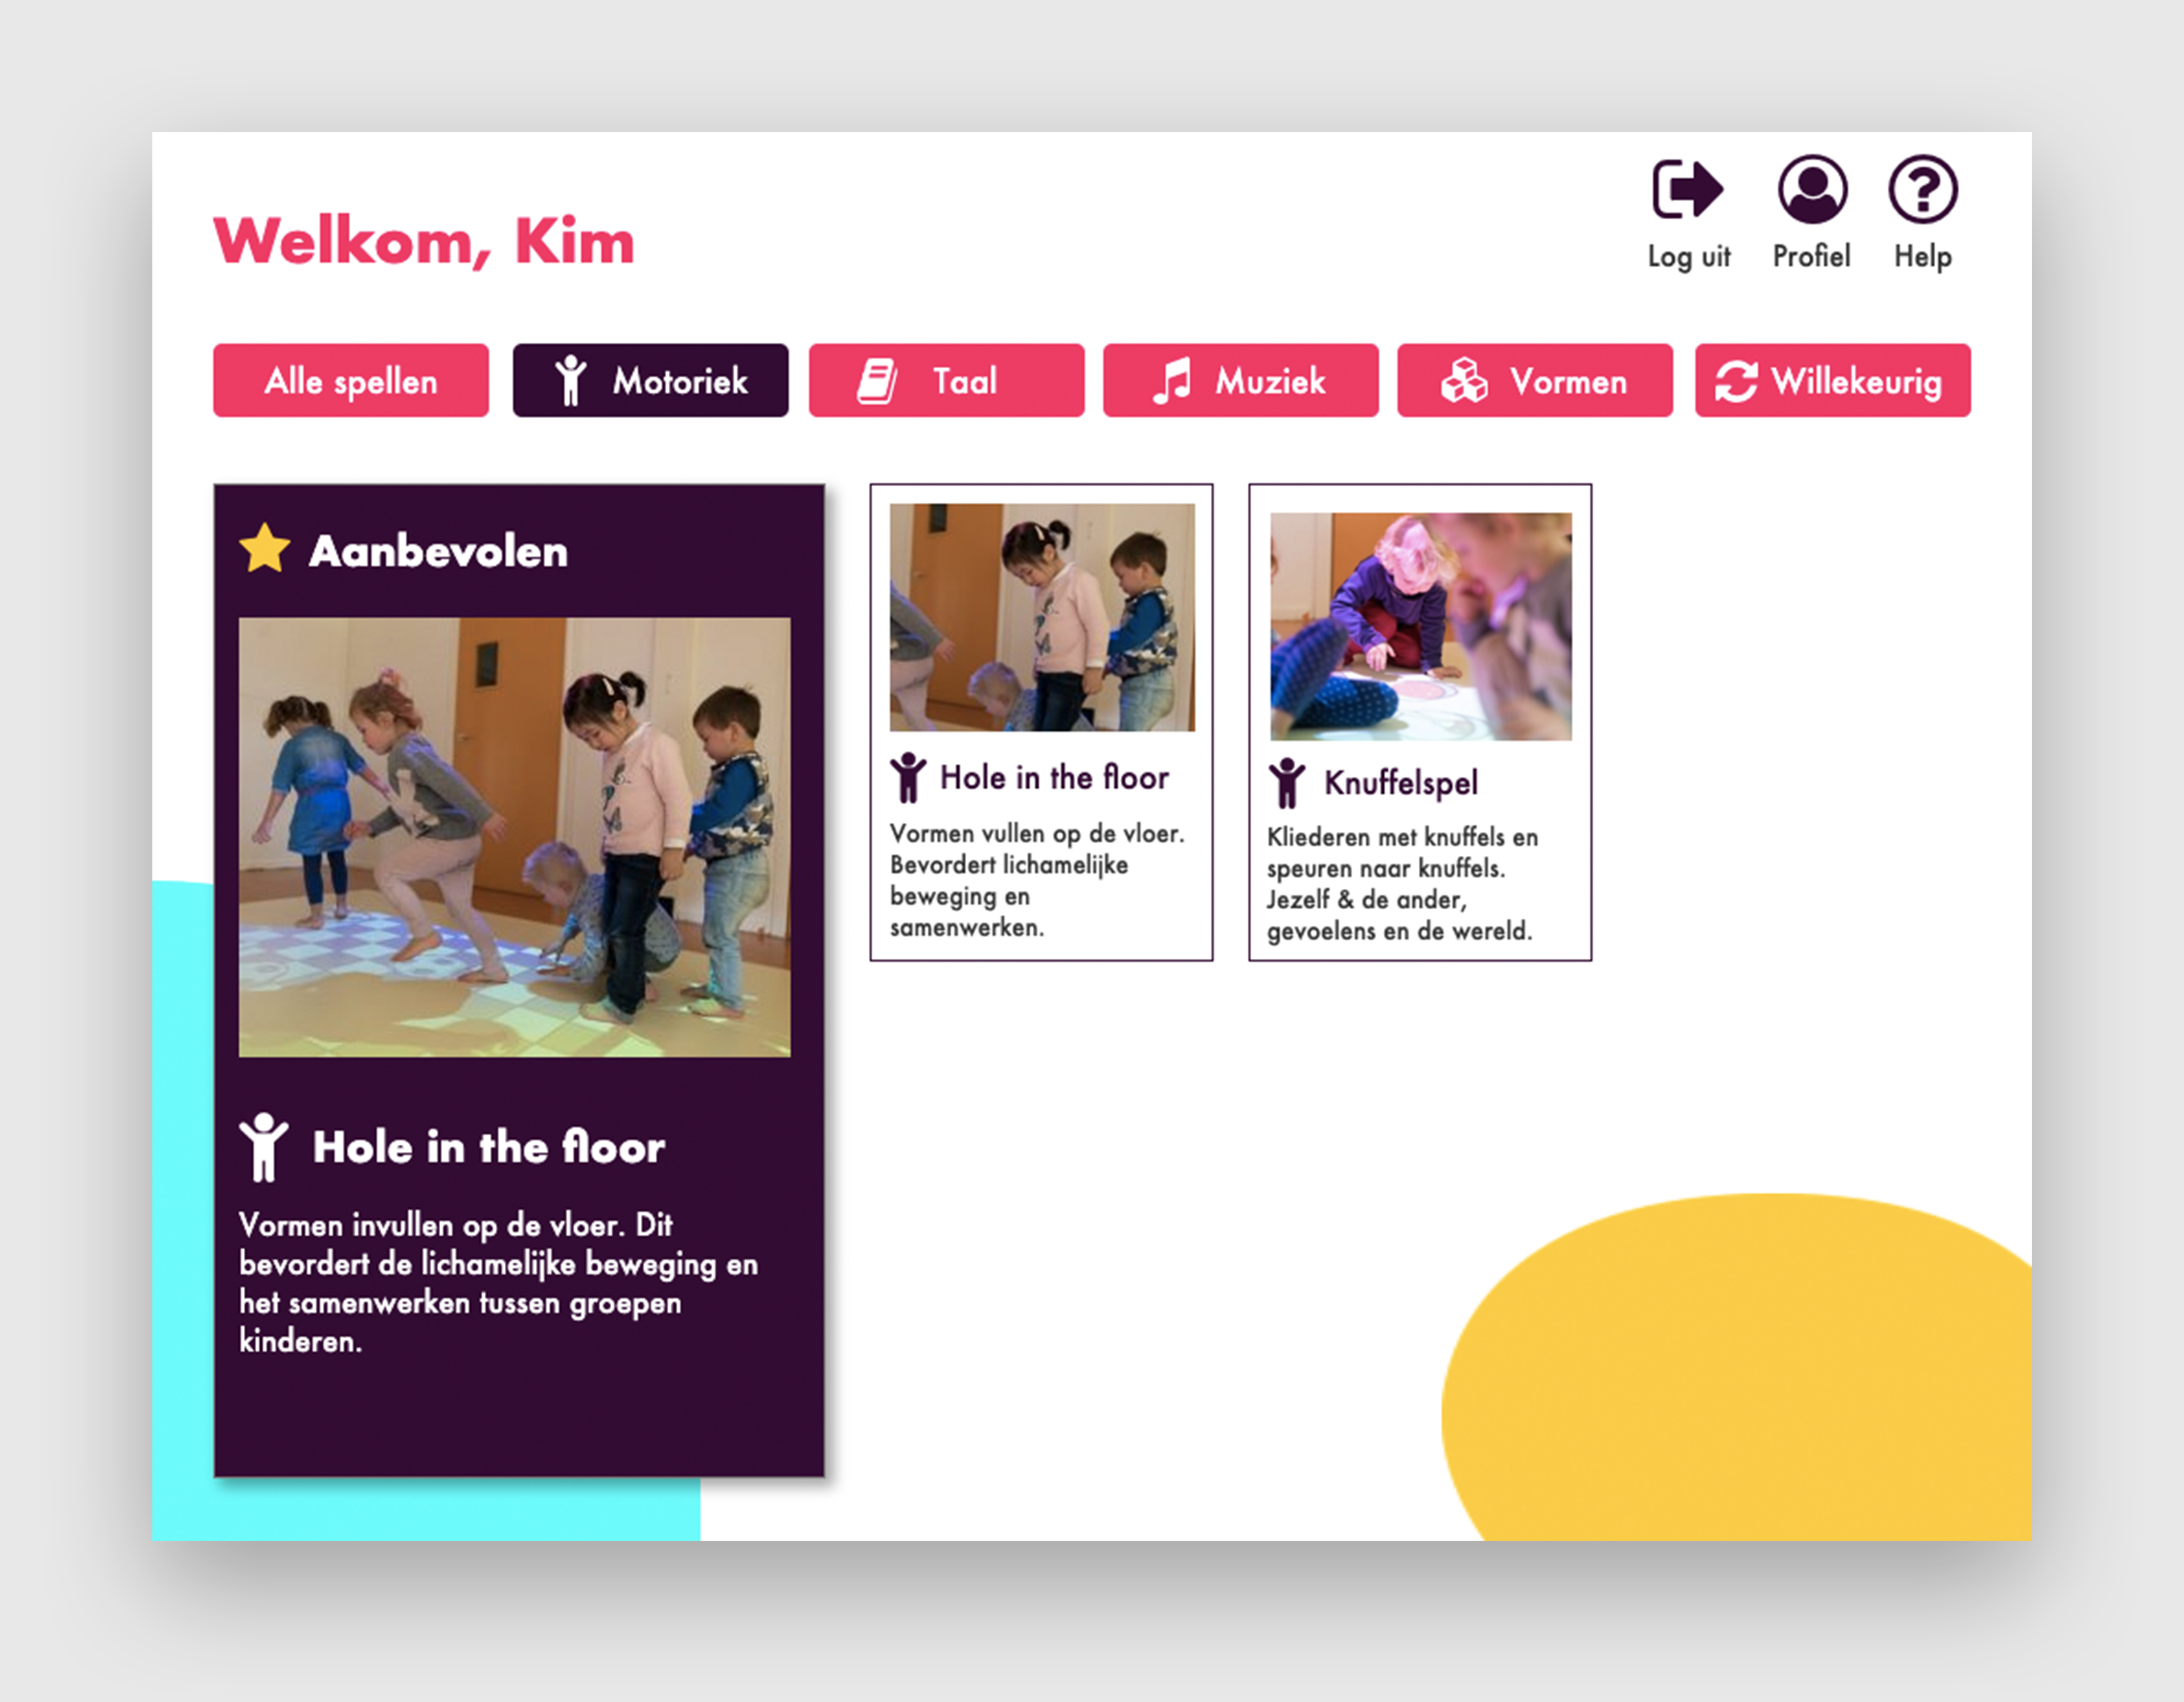 Log uit
Profiel
Help
Welkom, Kim
Alle spellen
Motoriek
Taal
Muziek
Vormen
Willekeurig
Aanbevolen
Hole in the floor
Vormen invullen op de vloer. Dit
bevordert de lichamelijke beweging en
het samenwerken tussen groepen
kinderen.
Hole in the floor
Vormen vullen op de vloer.
Bevordert lichamelijke
beweging en
samenwerken.
Knuffelspel
Kliederen met knuffels en
speuren naar knuffels.
Jezelf & de ander,
gevoelens en de wereld.